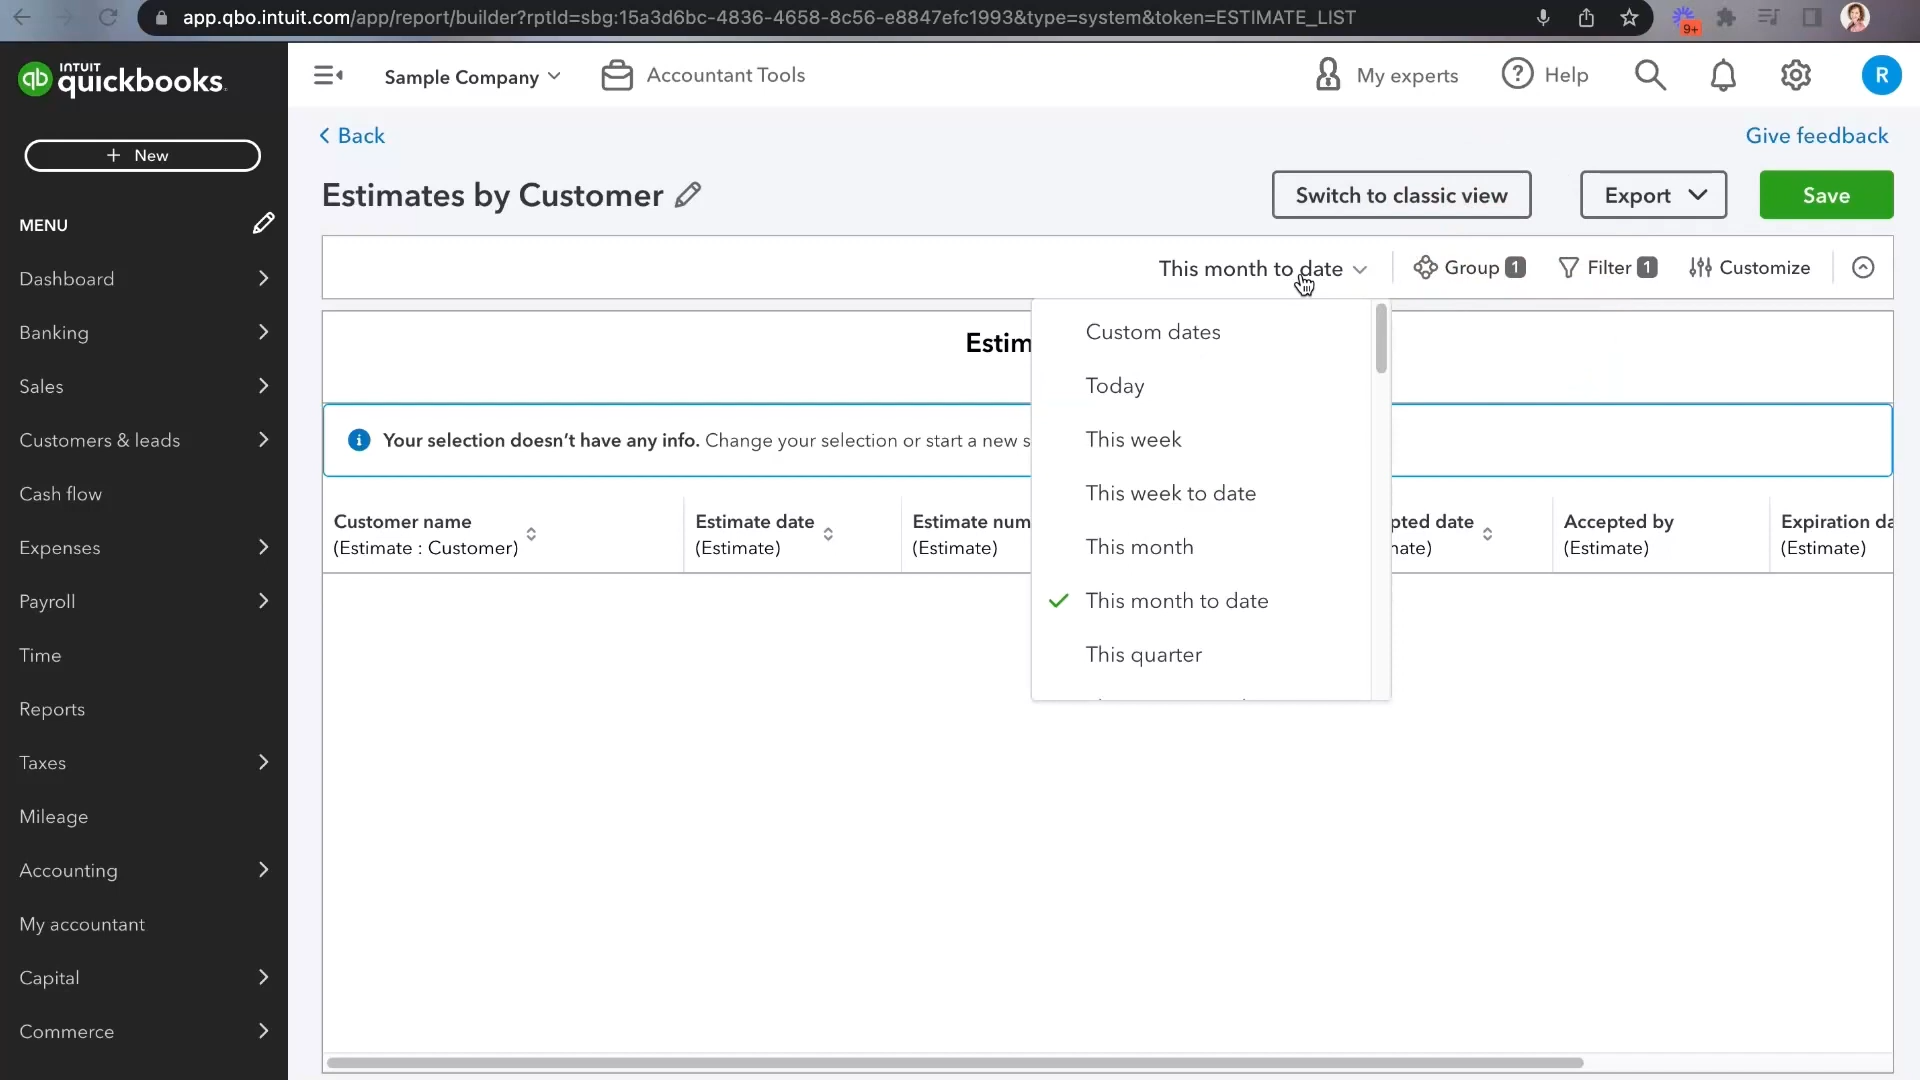 app.qbo.intuit.com/app/report/builder?rptId=sbg:15a3d6bc-4836-4658-8c56-e8847efc1993&type=system&token=ESTIMATE_LIST
9+
INTUIT
qb quickbooks.
Sample Company
Accountant Tools
My experts
Help
R
Back
Give feedback
+ New
Estimates by Customer
Switch to classic view
Export
Save
MENU
This month to date
Group 1
Filter 1
Customize
Dashboard
Banking
Sales
Customers & leads
Cash flow
Expenses
Payroll
Time
Reports
Taxes
Mileage
Accounting
My accountant
Capital
Commerce
Estim
Your selection doesn't have any info. Change your selection or start a new s
Customer name
(Estimate : Customer)
Estimate date
(Estimate)
Estimate num
(Estimate)
pted date
nate)
Accepted by
(Estimate)
Expiration da
(Estimate)
Custom dates
Today
This week
This week to date
This month
This month to date
This quarter